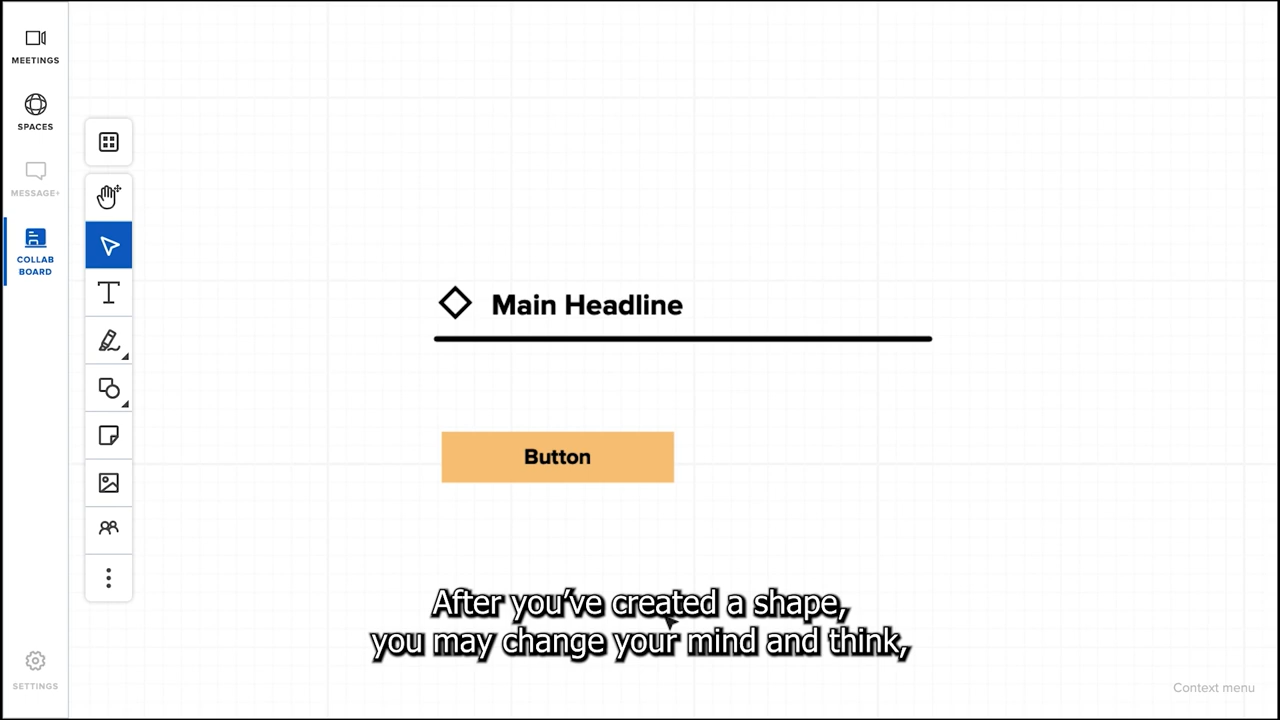 MEETINGS
SPACES
MESSAGE+
COLLAB
BOARD
Main Headline
Button
After you’ve created a shape,
you may change your mind and think,
SETTINGS
Context menu